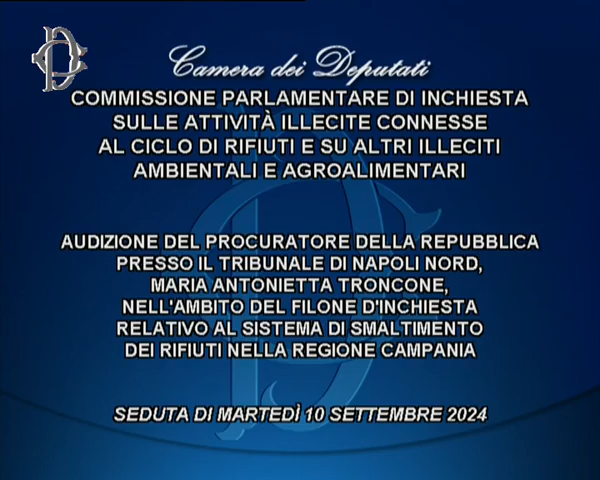 Camera dei Deputati
COMMISSIONE PARLAMENTARE DI INCHIESTA
SULLE ATTIVITÀ ILLECITE CONNESSE
AL CICLO DI RIFIUTI E SU ALTRI ILLECITI
AMBIENTALI E AGROALIMENTARI
AUDIZIONE DEL PROCURATORE DELLA REPUBBLICA
PRESSO IL TRIBUNALE DI NAPOLI NORD,
MARIA ANTONIETTA TRONCONE,
NELL'AMBITO DEL FILONE D'INCHIESTA
RELATIVO AL SISTEMA DI SMALTIMENTO
DEI RIFIUTI NELLA REGIONE CAMPANIA
SEDUTA DI MARTEDÌ 10 SETTEMBRE 2024